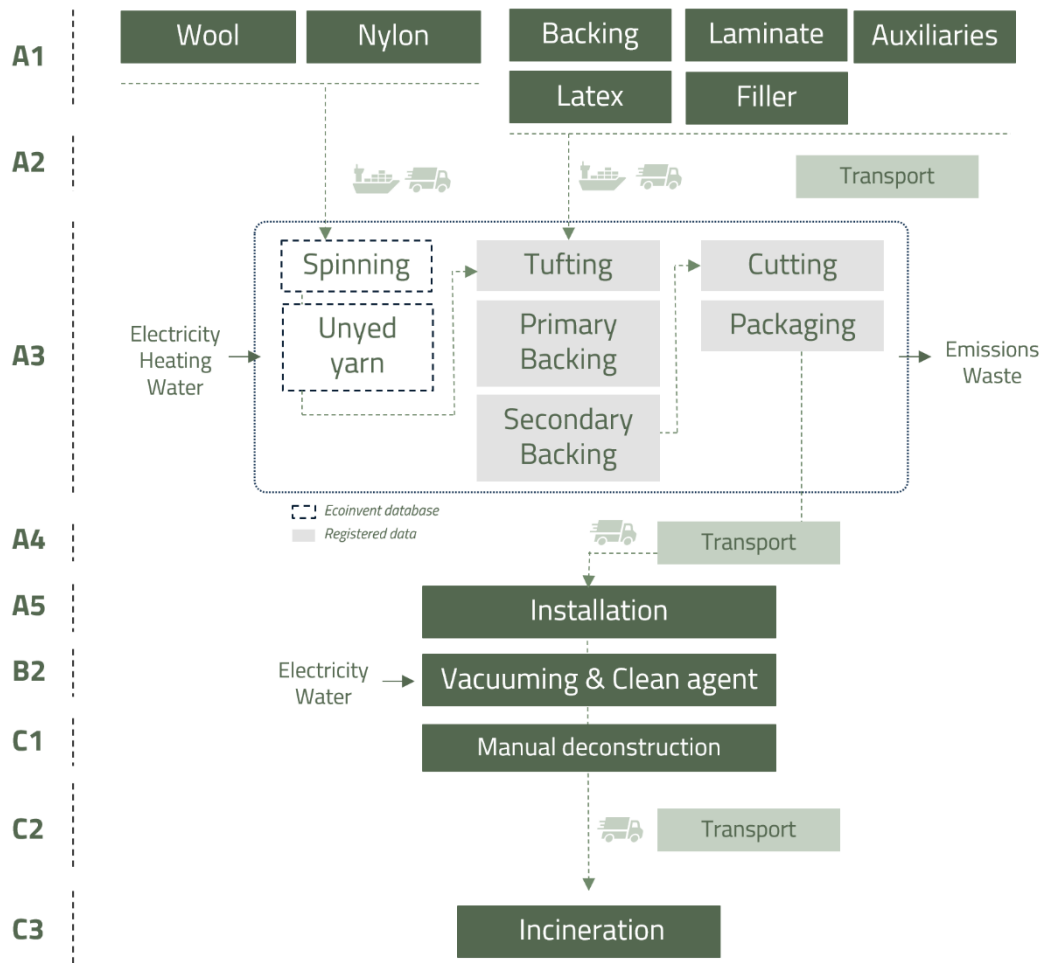 A1
Wool
Nylon
Backing
Laminate
Auxiliaries
Latex
Filler
A2
Transport
A3
Electricity
Heating
Water
Spinning
Unyed
yarn
Tufting
Primary
Backing
Secondary
Backing
Cutting
Packaging
Emissions
Waste
Ecoinvent database
Registered data
A4
Transport
A5
Installation
B2
Electricity
Water
Vacuuming & Clean agent
C1
Manual deconstruction
C2
Transport
C3
Incineration